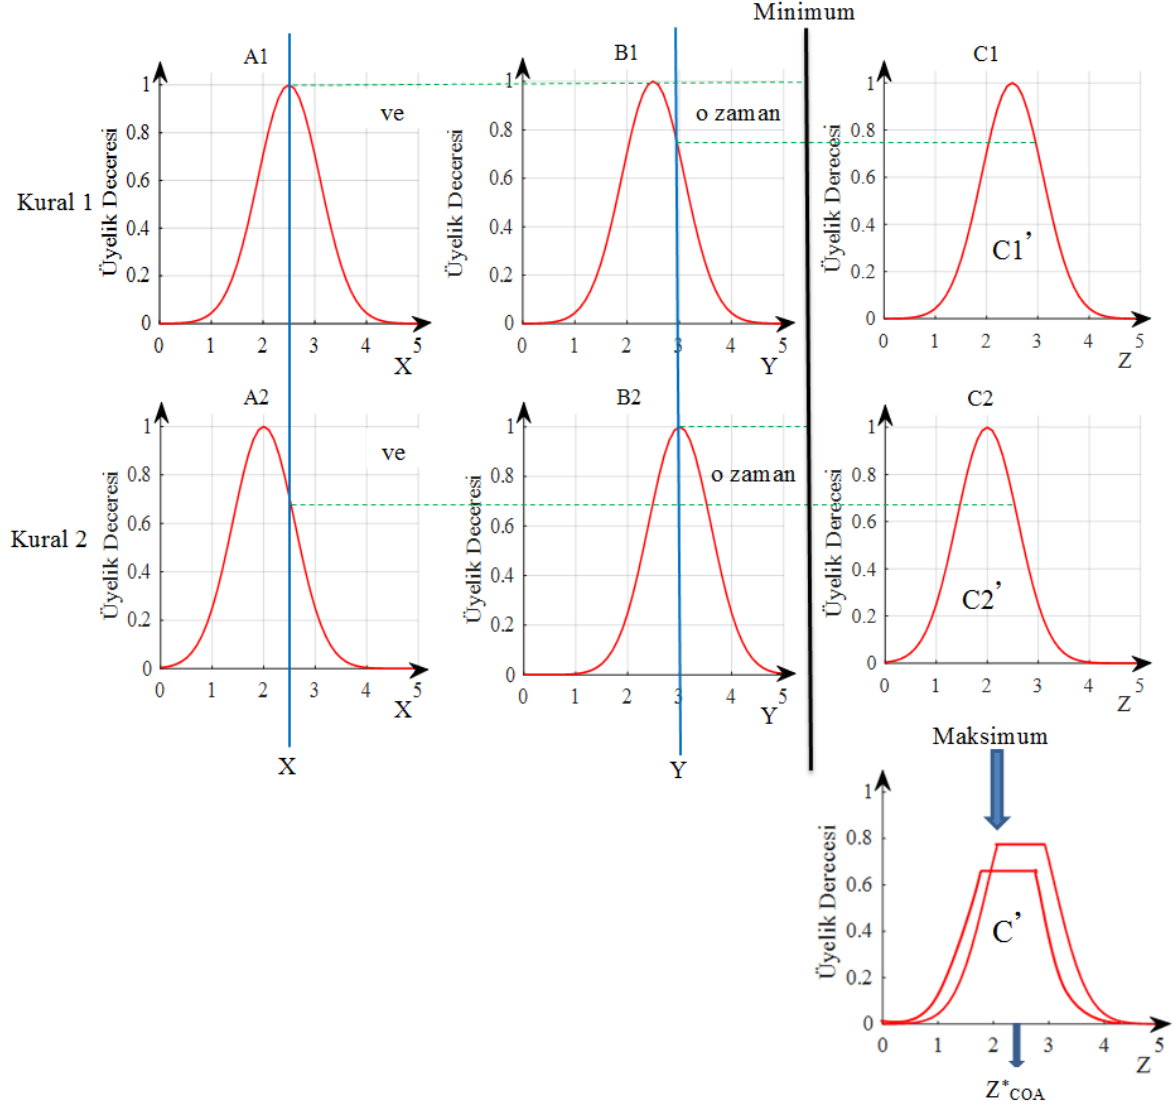 Minimum
A1
B1
C1
Kural 1
Üyelik Deceresi
1
0.8
0.6
0.4
0.2
0
ve
0 1 2 3 4 5
X
Üyelik Deceresi
1
0.8
0.6
0.4
0.2
0
o zaman
0 1 2 3 4 5
Y
Üyelik Derecesi
1
0.8
0.6
0.4
0.2
0
C1’
0 1 2 3 4 5
Z
A2
B2
C2
Kural 2
Üyelik Deceresi
1
0.8
0.6
0.4
0.2
0
ve
0 1 2 3 4 5
X
Üyelik Deceresi
1
0.8
0.6
0.4
0.2
0
o zaman
0 1 2 3 4 5
Y
Üyelik Derecesi
1
0.8
0.6
0.4
0.2
0
C2’
0 1 2 3 4 5
Z
X
Y
Maksimum
Üyelik Derecesi
1
0.8
0.6
0.4
0.2
0
C’
0 1 2 3 4 5
Z
Z*COA